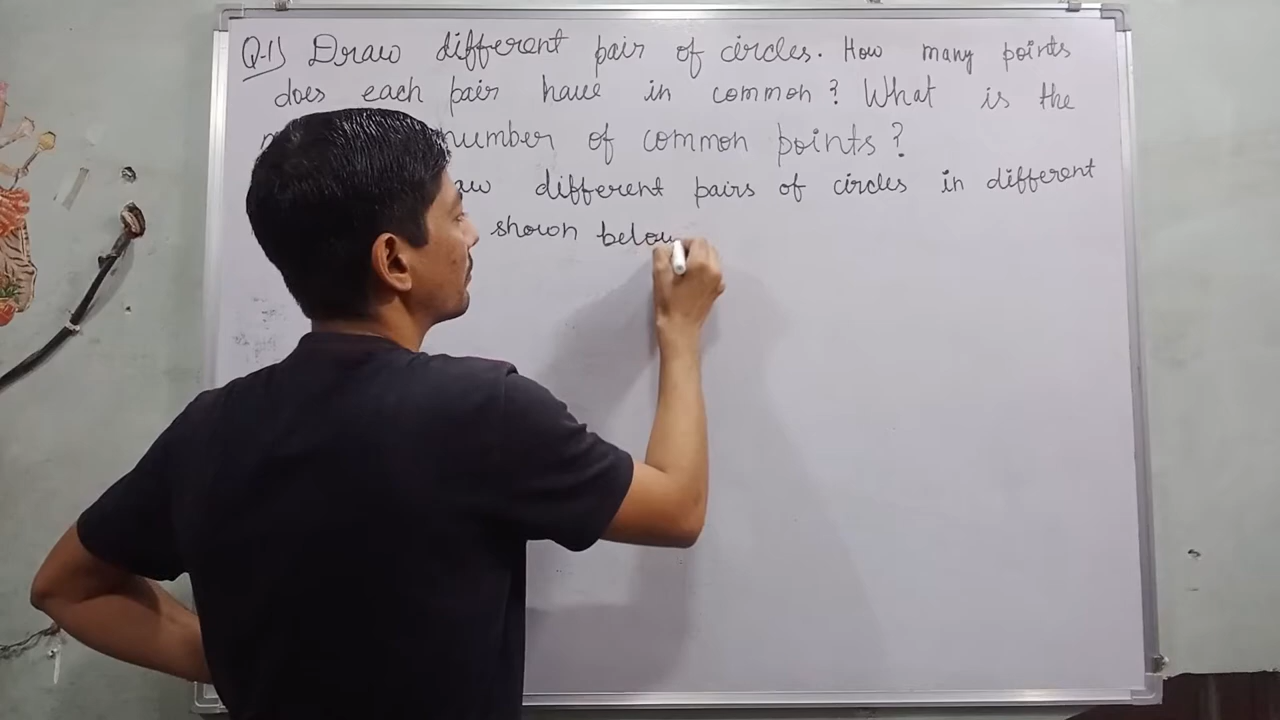 Q-1) Draw different pair of circles. How many points
does each pair have in common? What is the
number of common points?
different pairs of circles in different
shown below